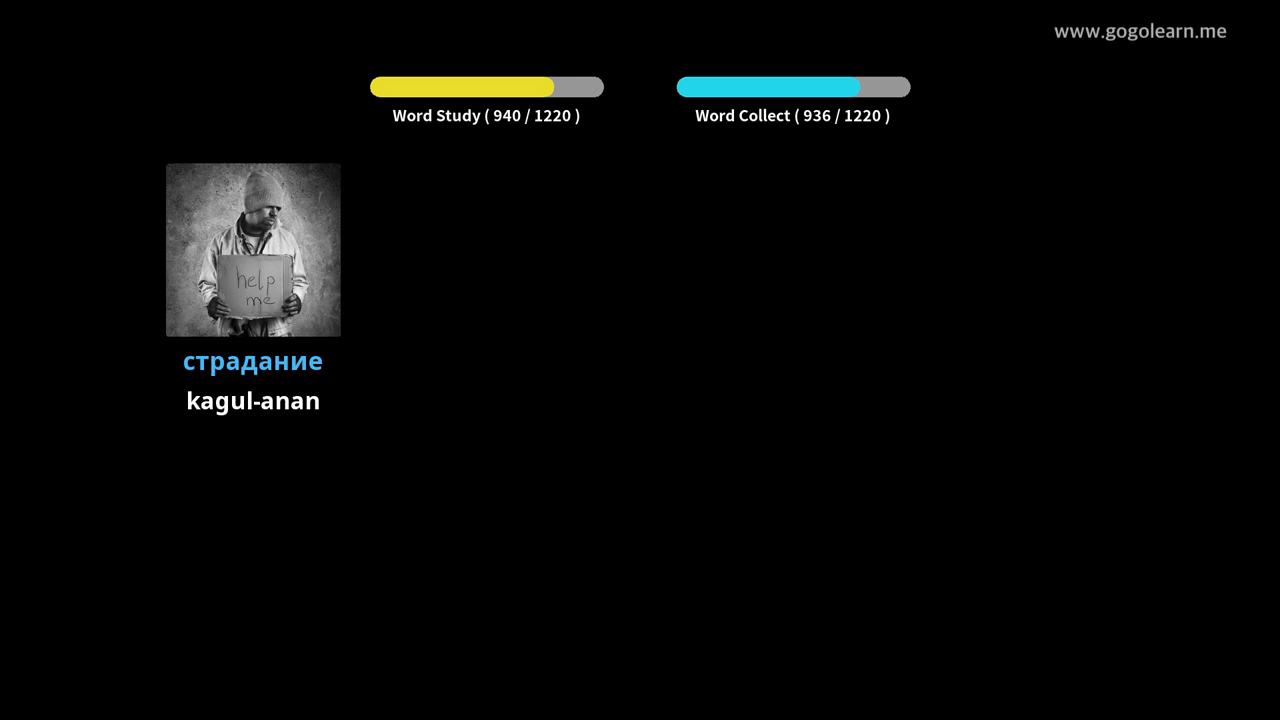 www.gogolearn.me
Word Study ( 940 / 1220 )
Word Collect ( 936 / 1220 )
help
me
страдание
kagul-anan